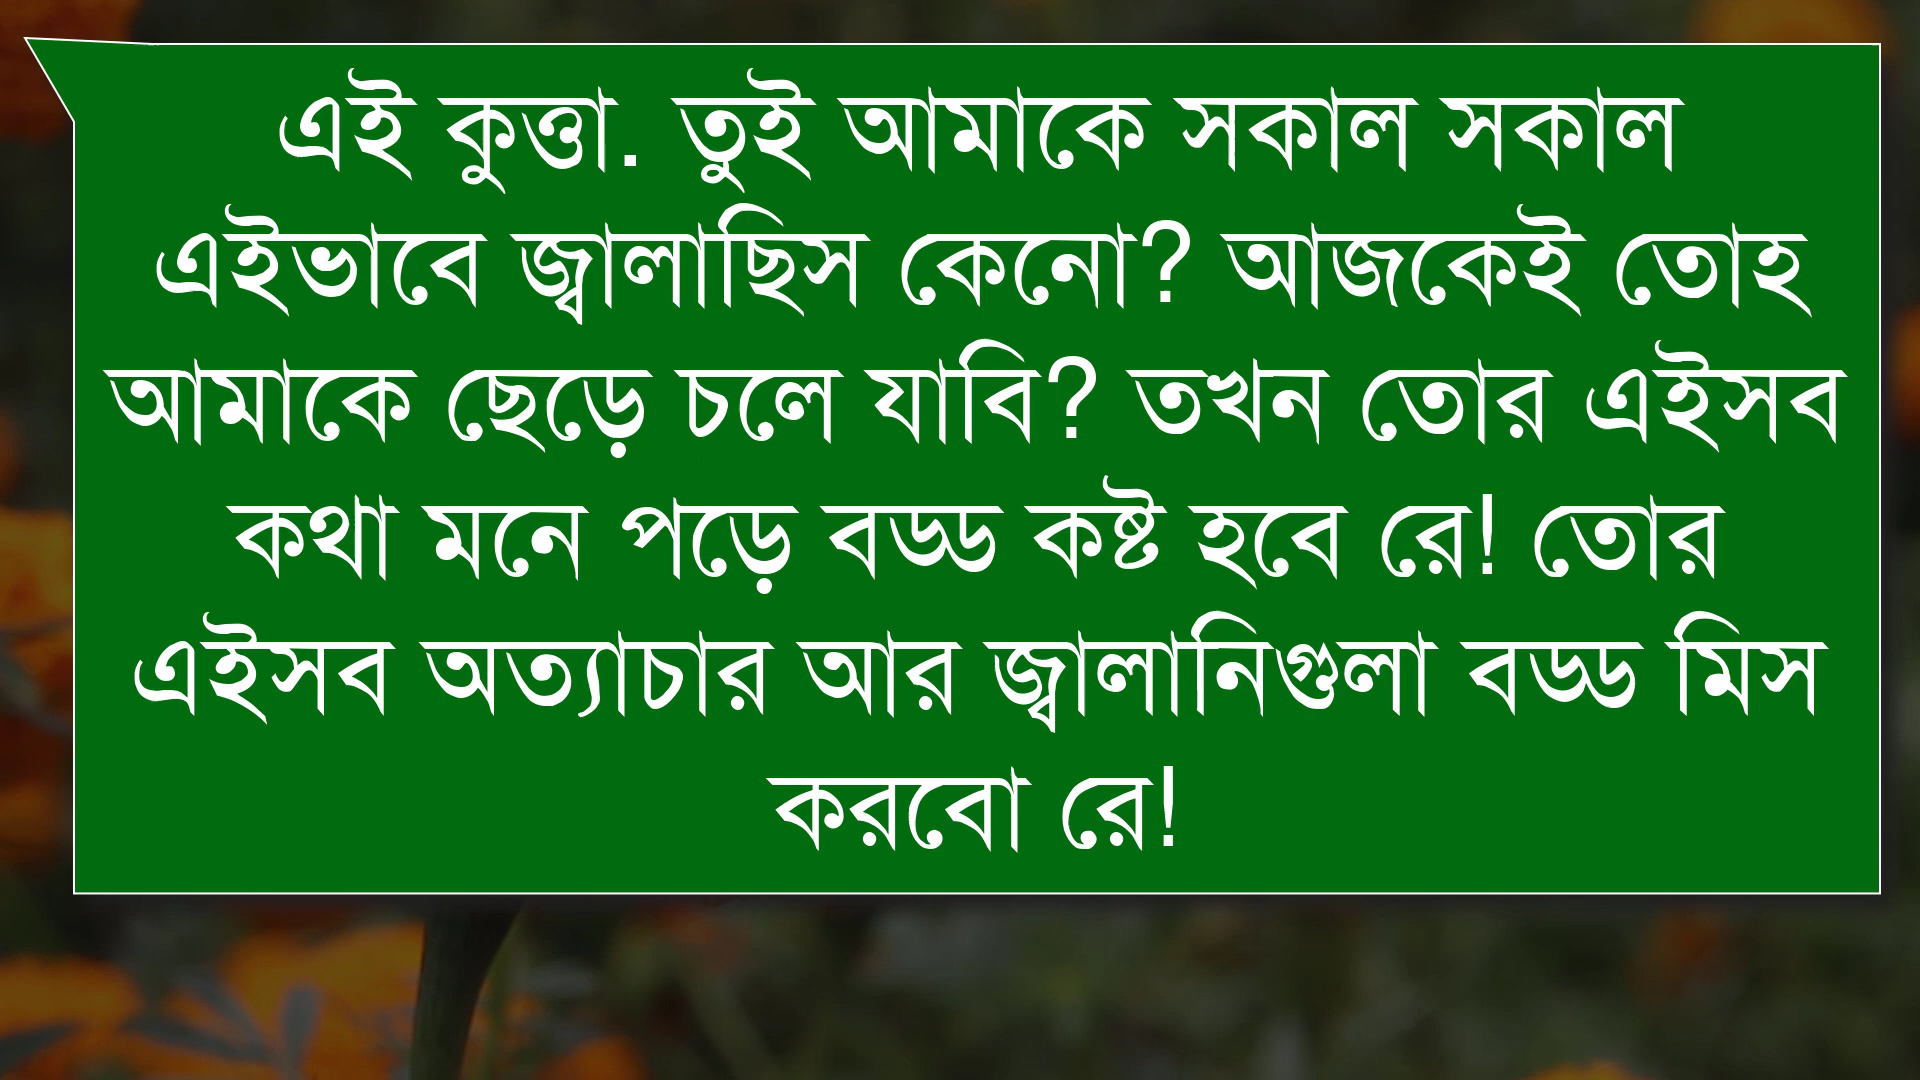 এই কুত্তা. তুই আমাকে সকাল সকাল
এইভাবে জ্বালাছিস কেনো? আজকেই তোহ
আমাকে ছেড়ে চলে যাবি? তখন তোর এইসব
কথা মনে পড়ে বড্ড কষ্ট হবে রে! তোর
এইসব অত্যাচার আর জ্বালানিগুলা বড্ড মিস
করবো রে!